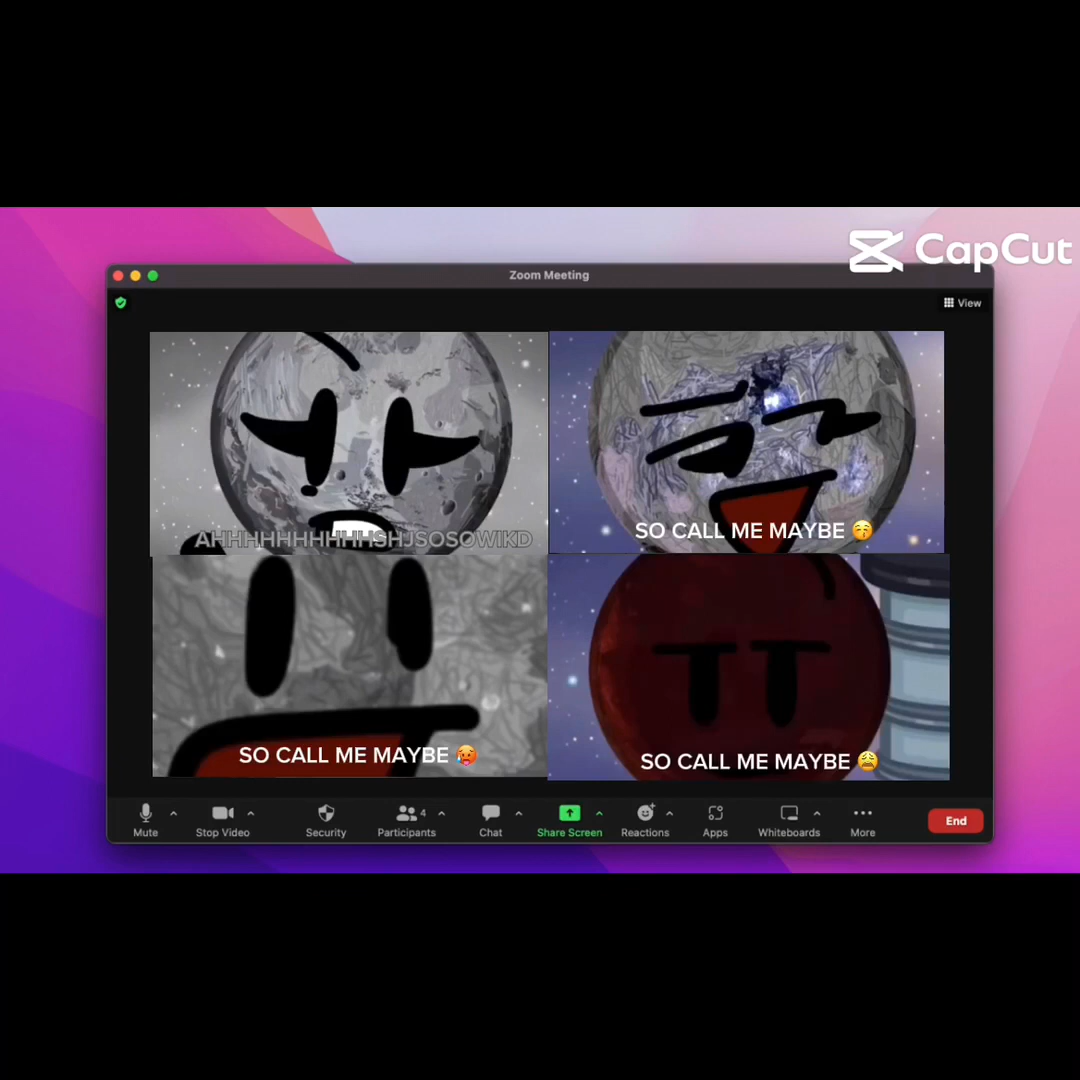 CapCut
Zoom Meeting
View
AHHHHHHHHHHSHJSOSOWIKD
SO CALL ME MAYBE 😚
SO CALL ME MAYBE 🥵
SO CALL ME MAYBE 😩
4
Mute
Stop Video
Security
Participants
Chat
Share Screen
Reactions
Apps
Whiteboards
More
End